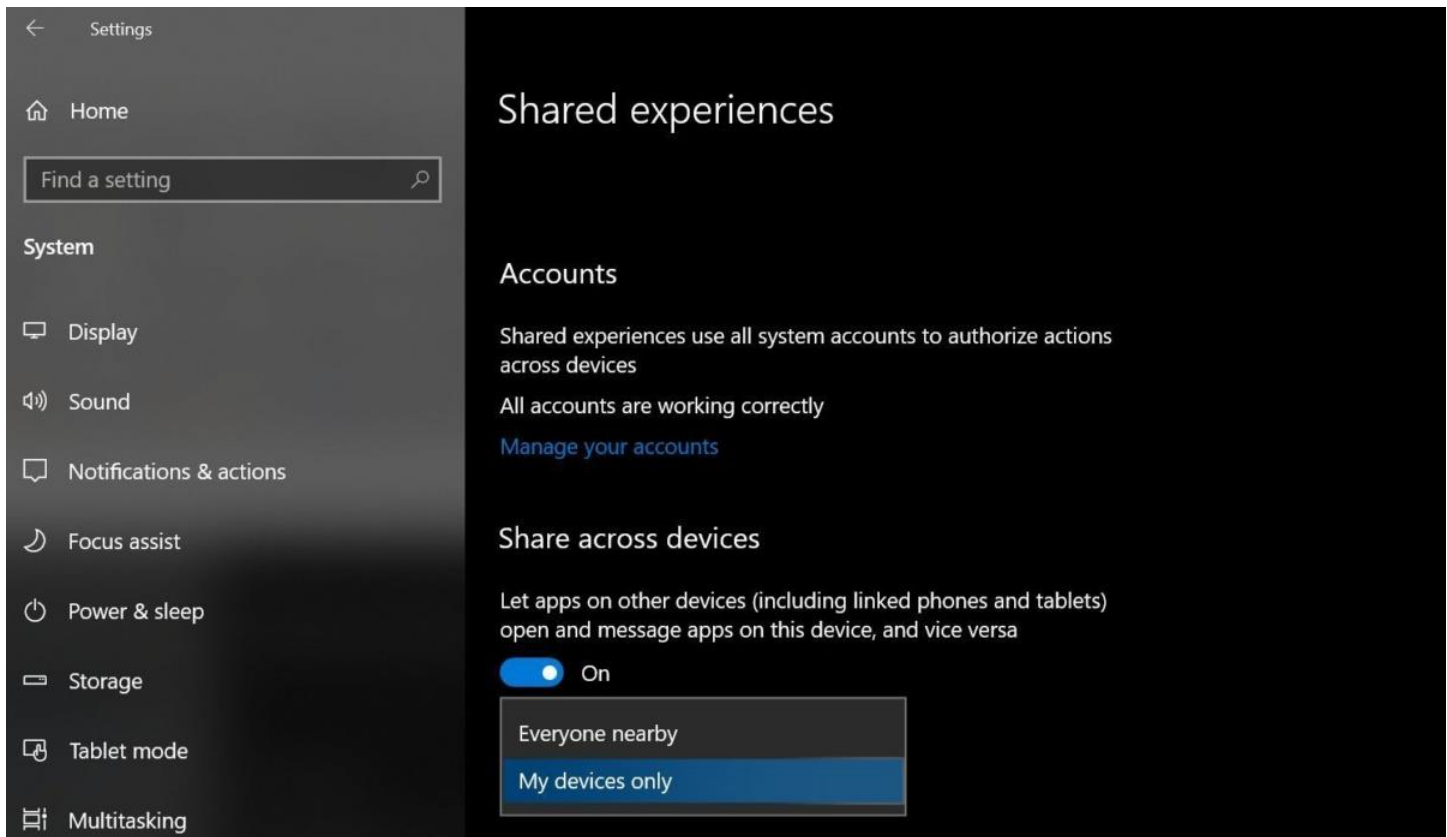 Settings
Home
Find a setting
System
Display
Sound
Notifications & actions
Focus assist
Power & sleep
Storage
Tablet mode
Multitasking
Shared experiences
Accounts
Shared experiences use all system accounts to authorize actions
across devices
All accounts are working correctly
Manage your accounts
Share across devices
Let apps on other devices (including linked phones and tablets)
open and message apps on this device, and vice versa
On
Everyone nearby
My devices only